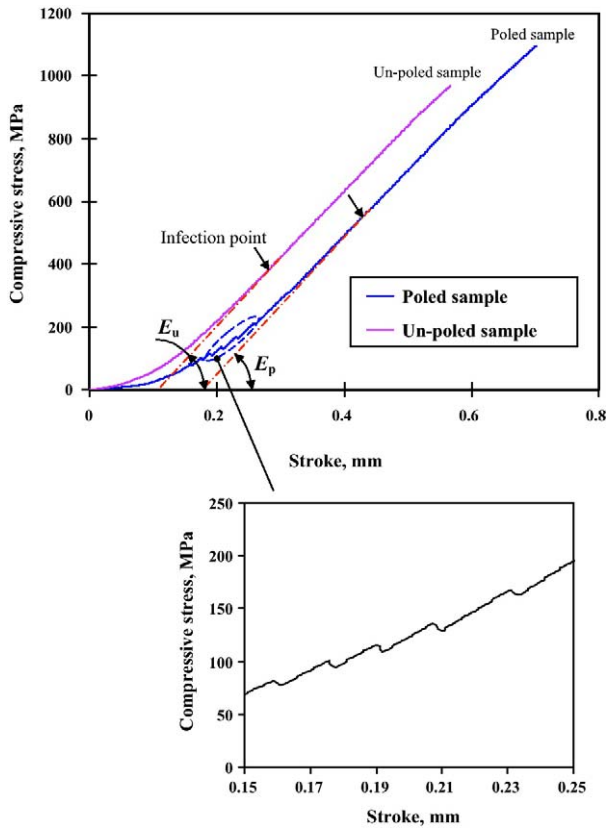 1200
1000
800
600
400
200
0
Compressive stress, MPa
Poled sample
Un-poled sample
Infection point
Eu
Ep
Poled sample
Un-poled sample
0
0.2
0.4
0.6
0.8
Stroke, mm
250
200
150
100
50
0
Compressive stress, MPa
0.15
0.17
0.19
0.21
0.23
0.25
Stroke, mm